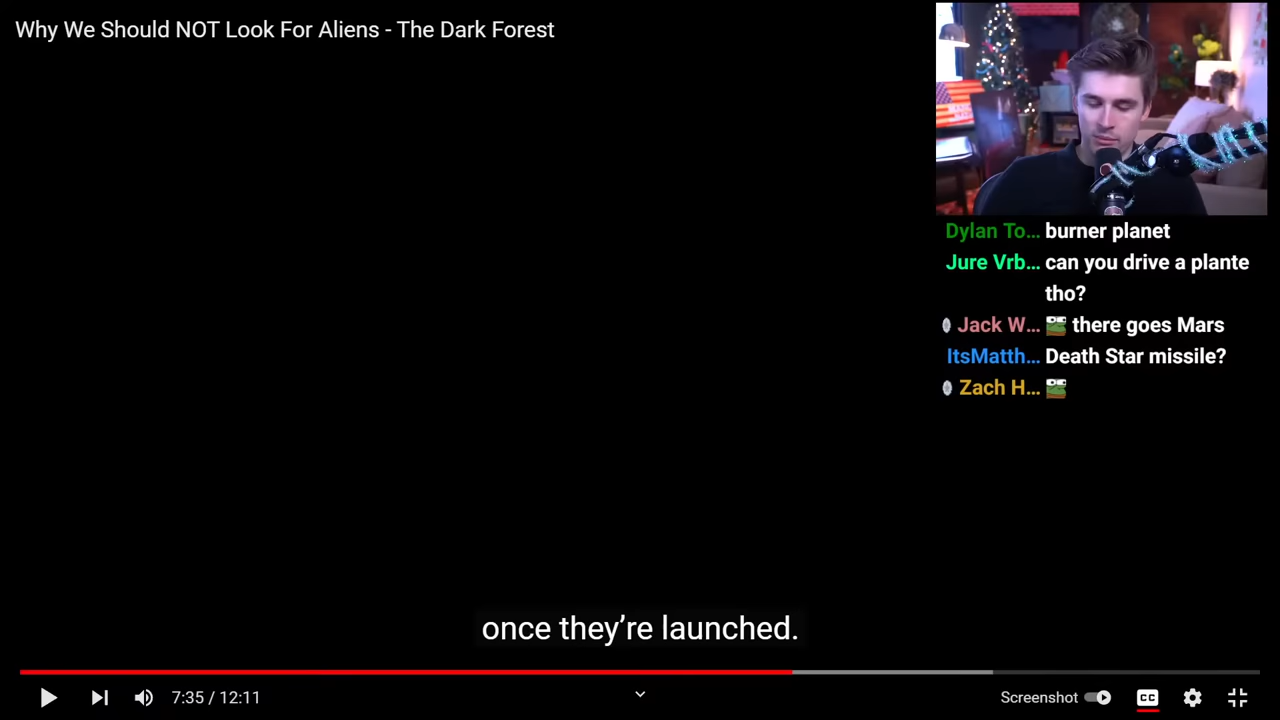 Why We Should NOT Look For Aliens - The Dark Forest
Dylan To... burner planet
Jure Vrb... can you drive a plante
tho?
Jack W... there goes Mars
ItsMatth... Death Star missile?
Zach H...
once they’re launched.
7:35 / 12:11
Screenshot
CC